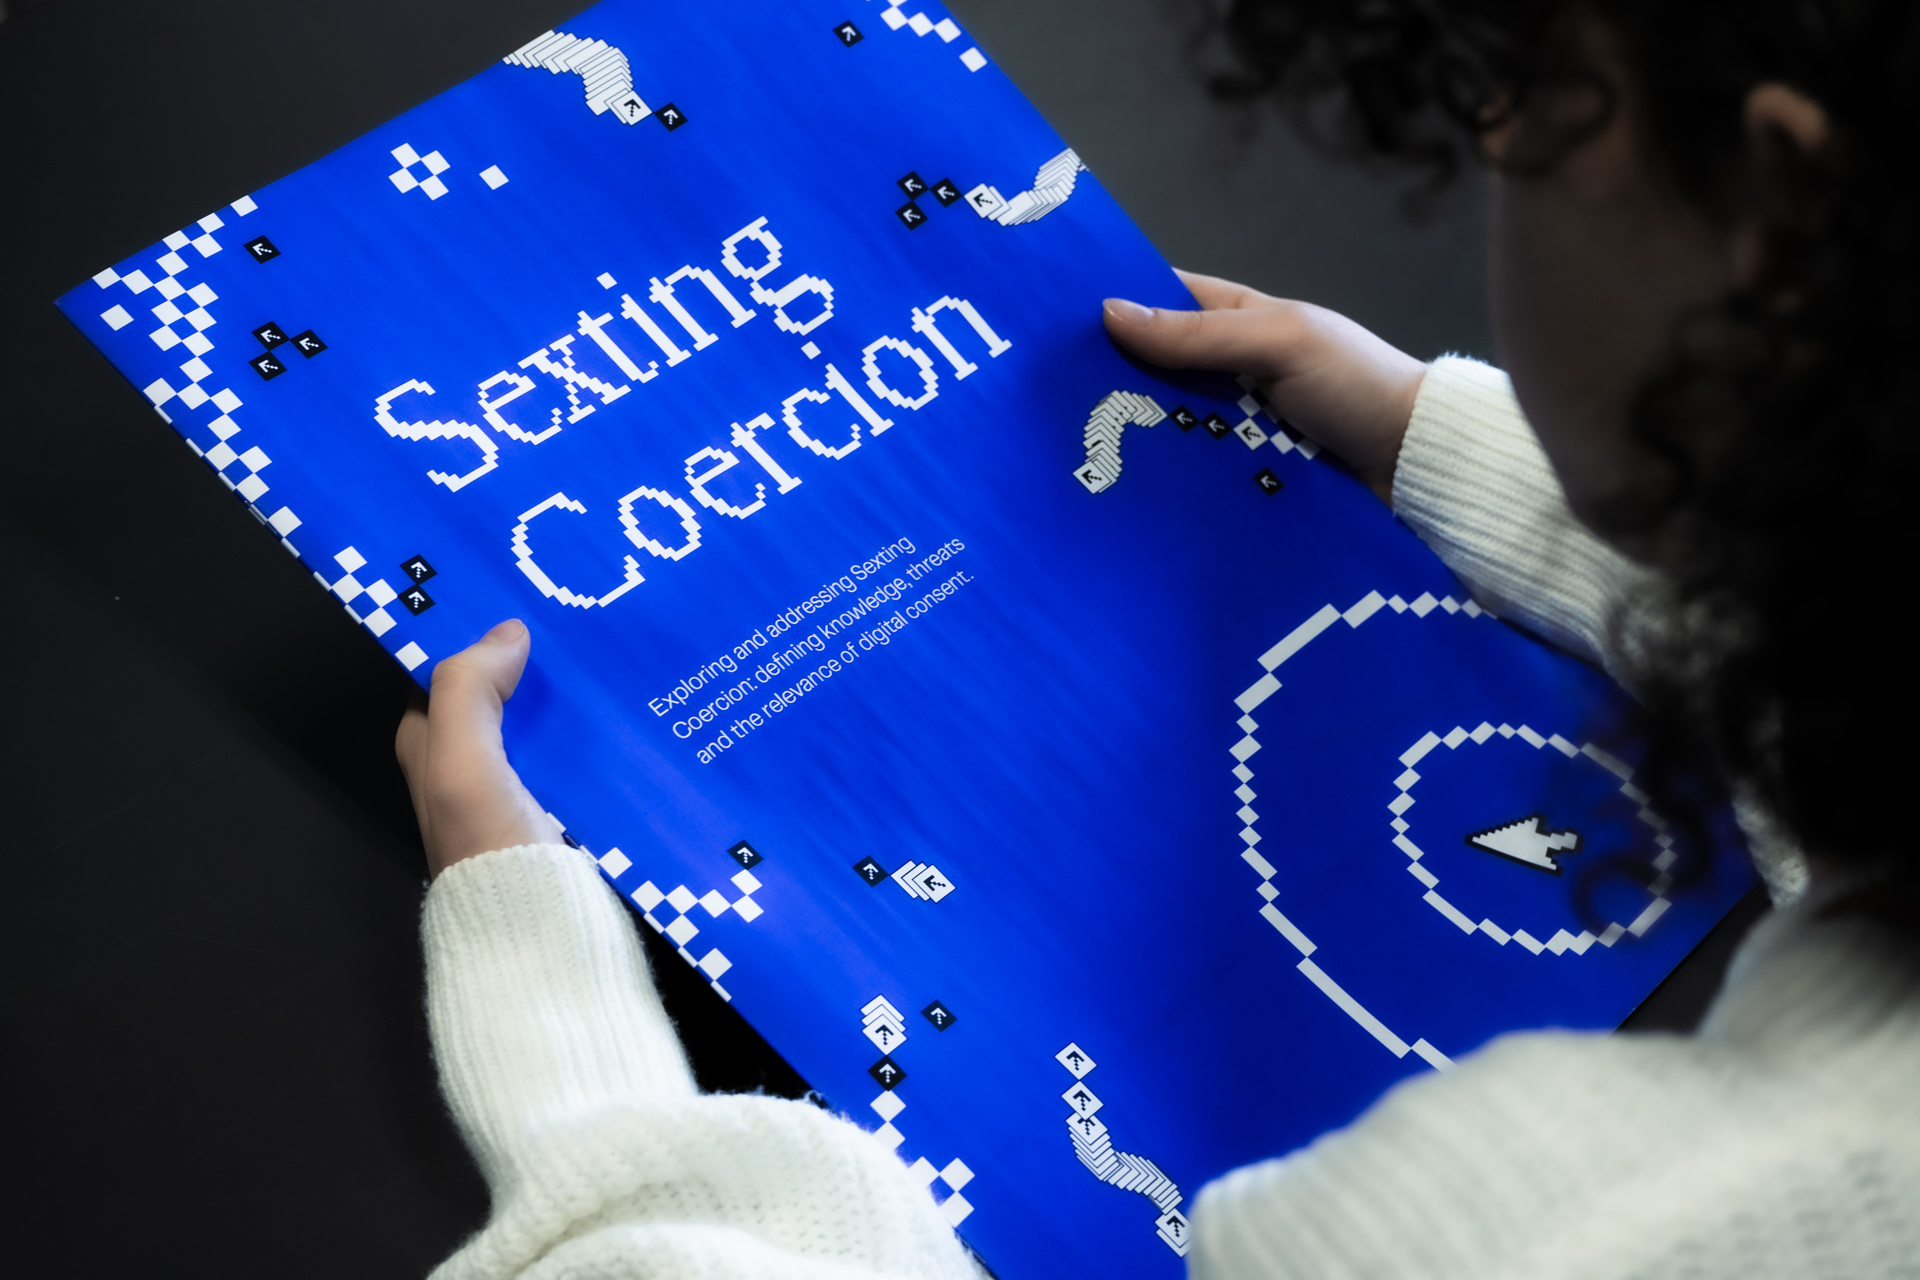 Sexting
Coercion
Exploring and addressing Sexting
Coercion: defining knowledge, threats
and the relevance of digital consent.